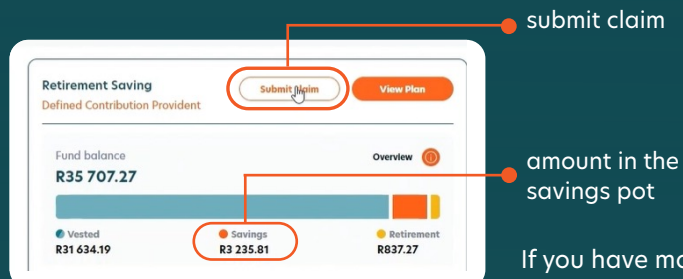 submit claim
Retirement Saving
Defined Contribution Provident
Submit Claim
View Plan
Fund balance
R35 707.27
Overview
amount in the
savings pot
Vested
R31 634.19
Savings
R3 235.81
Retirement
R837.27
If you have mo